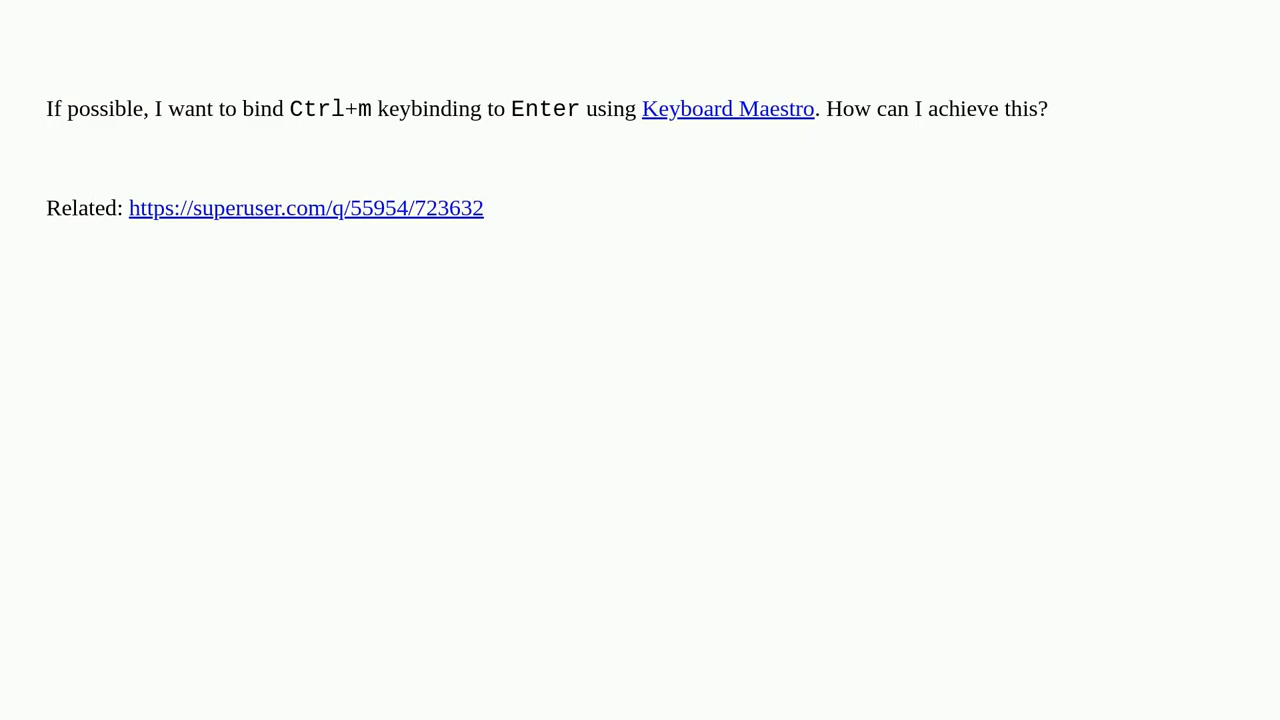 If possible, I want to bind Ctrl+m keybinding to Enter using Keyboard Maestro. How can I achieve this?
Related: https://superuser.com/q/55954/723632